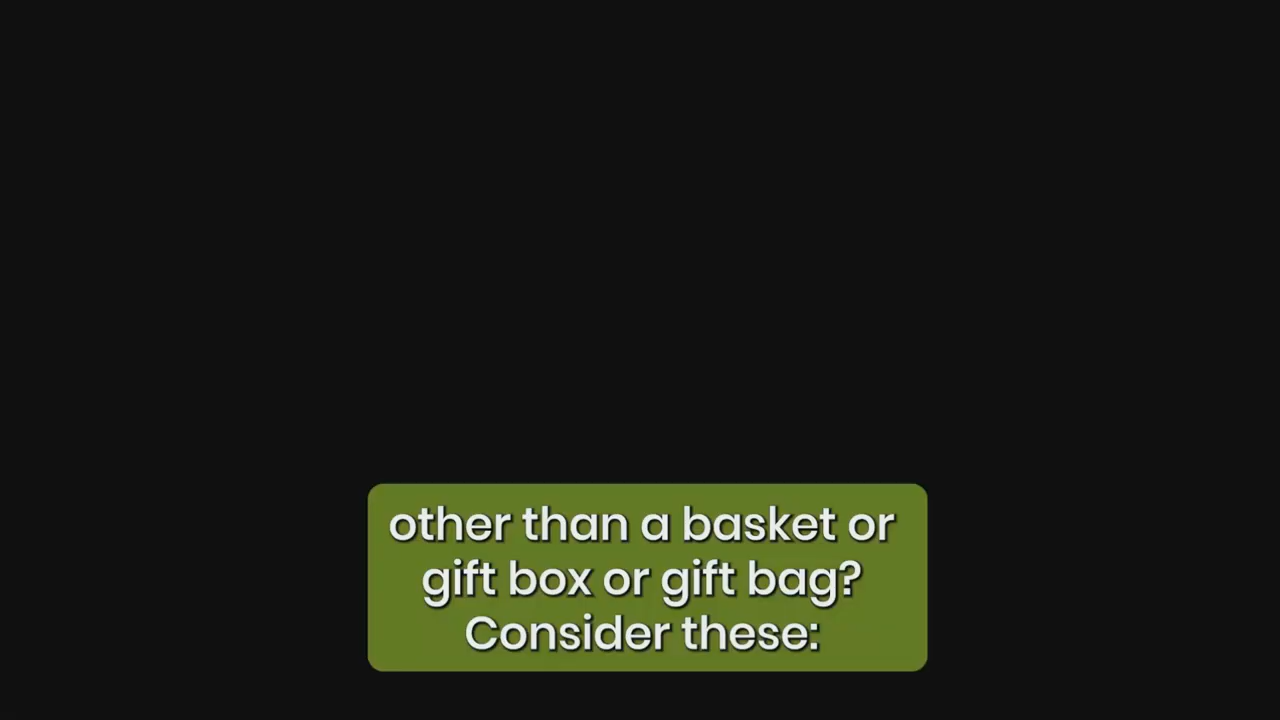 other than a basket or
gift box or gift bag?
Consider these: